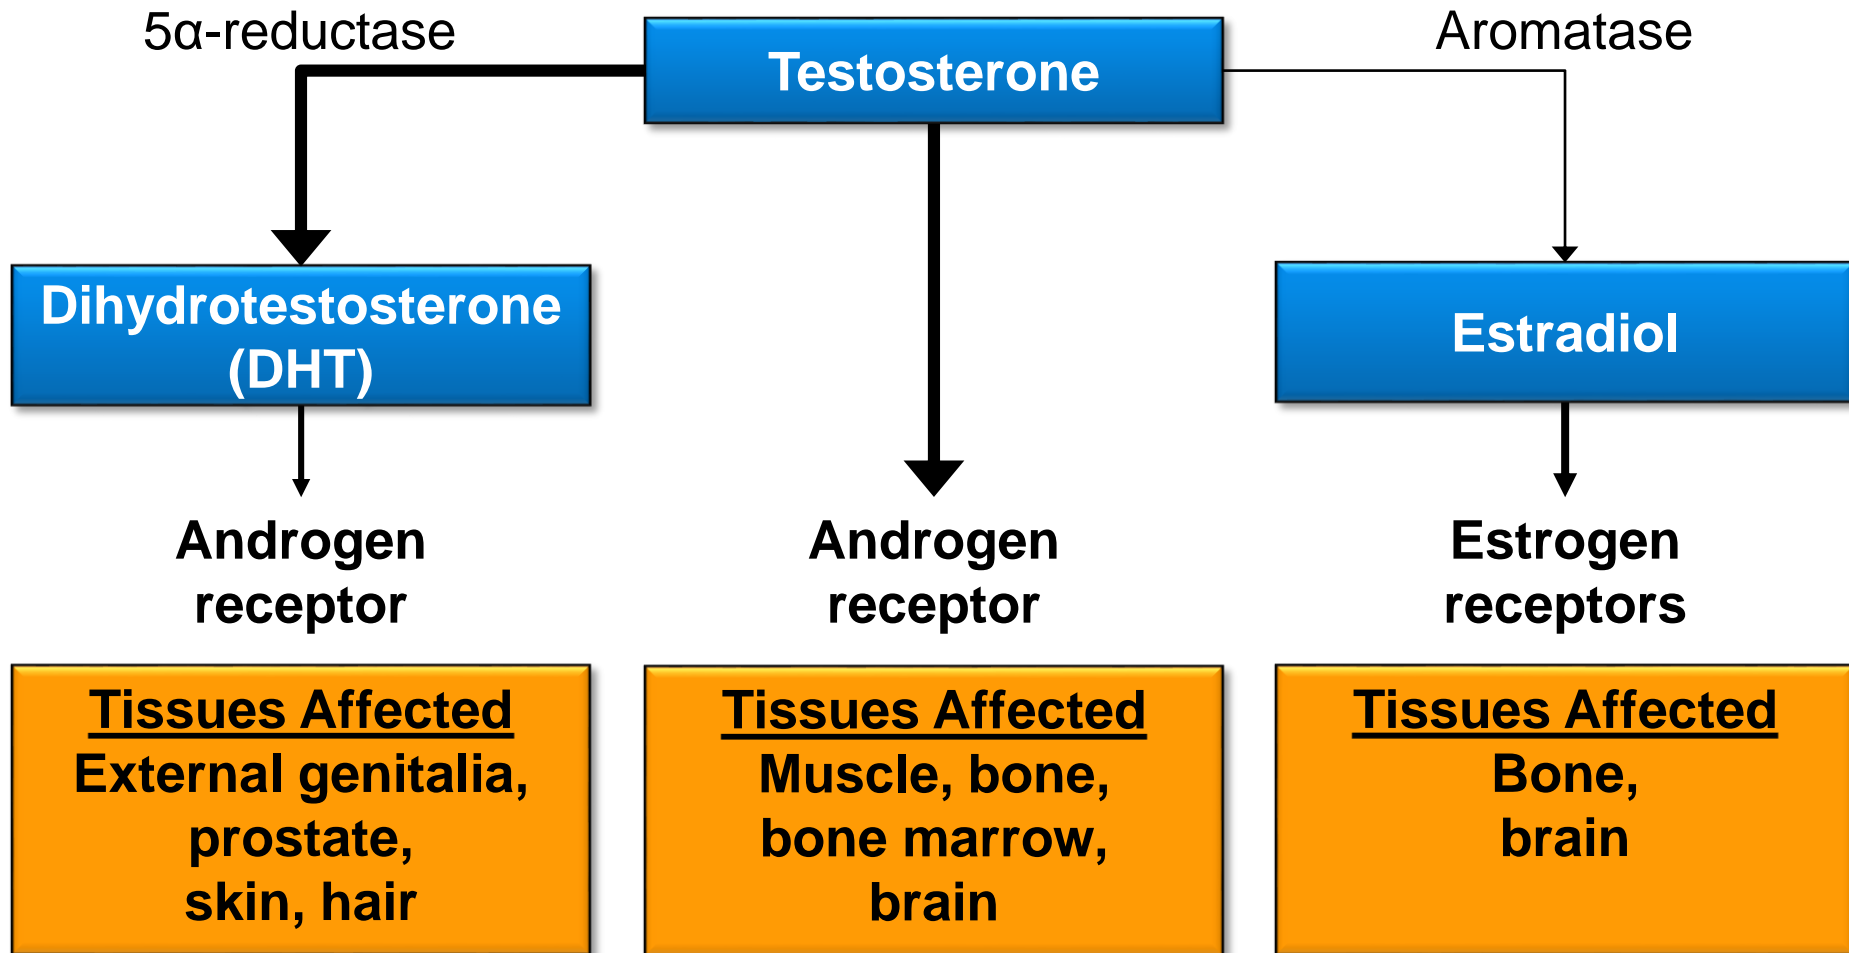 5α-reductase
Testosterone
Aromatase
Dihydrotestosterone
(DHT)
Estradiol
Androgen
receptor
Androgen
receptor
Estrogen
receptors
Tissues Affected
External genitalia,
prostate,
skin, hair
Tissues Affected
Muscle, bone,
bone marrow,
brain
Tissues Affected
Bone,
brain